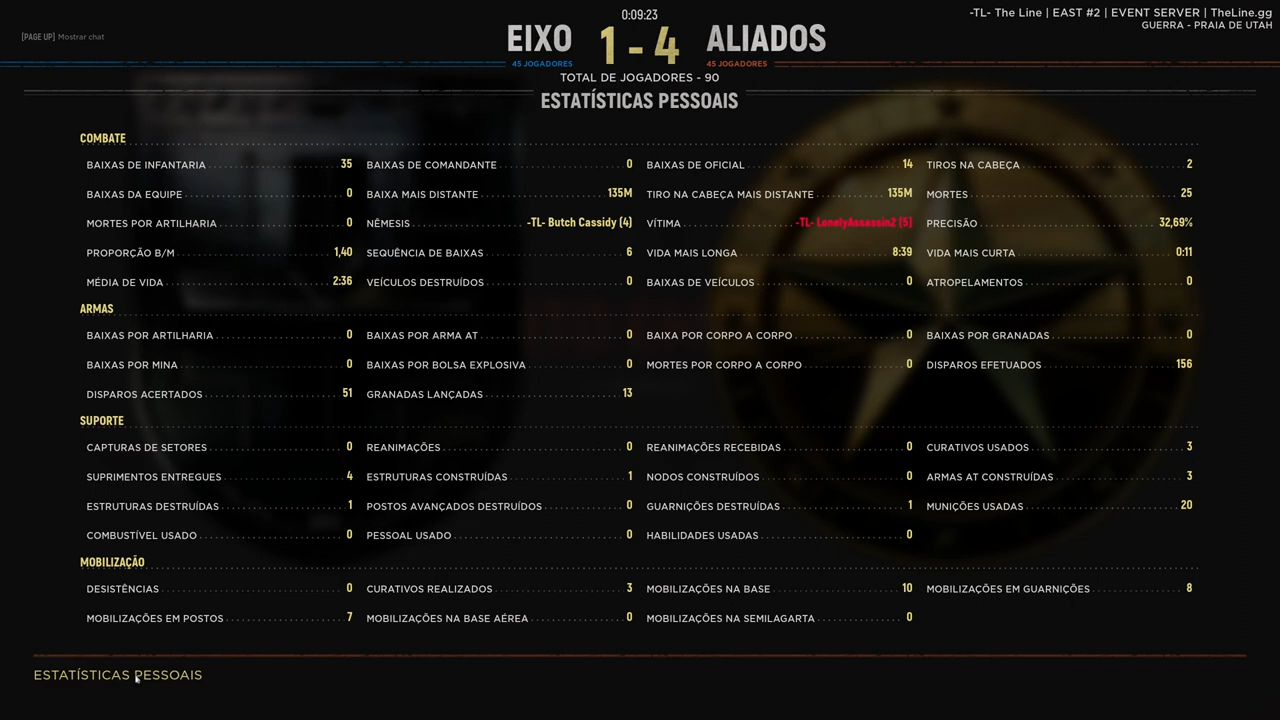 0:09:23
-TL- The Line | EAST #2 | EVENT SERVER | TheLine.gg
GUERRA - PRAIA DE UTAH
[PAGE UP] Mostrar chat
EIXO 1 - 4 ALIADOS
45 JOGADORES 45 JOGADORES
TOTAL DE JOGADORES - 90
ESTATÍSTICAS PESSOAIS
COMBATE
BAIXAS DE INFANTARIA 35 BAIXAS DE COMANDANTE 0 BAIXAS DE OFICIAL 14 TIROS NA CABEÇA 2
BAIXAS DA EQUIPE 0 BAIXA MAIS DISTANTE 135M TIRO NA CABEÇA MAIS DISTANTE 135M MORTES 25
MORTES POR ARTILHARIA 0 NÊMESIS -TL- Butch Cassidy (4) VÍTIMA -TL- LonelyAssassin2 (5) PRECISÃO 32,69%
PROPORÇÃO B/M 1,40 SEQUÊNCIA DE BAIXAS 6 VIDA MAIS LONGA 8:39 VIDA MAIS CURTA 0:11
MÉDIA DE VIDA 2:36 VEÍCULOS DESTRUÍDOS 0 BAIXAS DE VEÍCULOS 0 ATROPELAMENTOS 0
ARMAS
BAIXAS POR ARTILHARIA 0 BAIXAS POR ARMA AT 0 BAIXA POR CORPO A CORPO 0 BAIXAS POR GRANADAS 0
BAIXAS POR MINA 0 BAIXAS POR BOLSA EXPLOSIVA 0 MORTES POR CORPO A CORPO 0 DISPAROS EFETUADOS 156
DISPAROS ACERTADOS 51 GRANADAS LANÇADAS 13
SUPORTE
CAPTURAS DE SETORES 0 REANIMAÇÕES 0 REANIMAÇÕES RECEBIDAS 0 CURATIVOS USADOS 3
SUPRIMENTOS ENTREGUES 4 ESTRUTURAS CONSTRUÍDAS 1 NODOS CONSTRUÍDOS 0 ARMAS AT CONSTRUÍDAS 3
ESTRUTURAS DESTRUÍDAS 1 POSTOS AVANÇADOS DESTRUÍDOS 0 GUARNIÇÕES DESTRUÍDAS 1 MUNIÇÕES USADAS 20
COMBUSTÍVEL USADO 0 PESSOAL USADO 0 HABILIDADES USADAS 0
MOBILIZAÇÃO
DESISTÊNCIAS 0 CURATIVOS REALIZADOS 3 MOBILIZAÇÕES NA BASE 10 MOBILIZAÇÕES EM GUARNIÇÕES 8
MOBILIZAÇÕES EM POSTOS 7 MOBILIZAÇÕES NA BASE AÉREA 0 MOBILIZAÇÕES NA SEMILAGARTA 0
ESTATÍSTICAS PESSOAIS